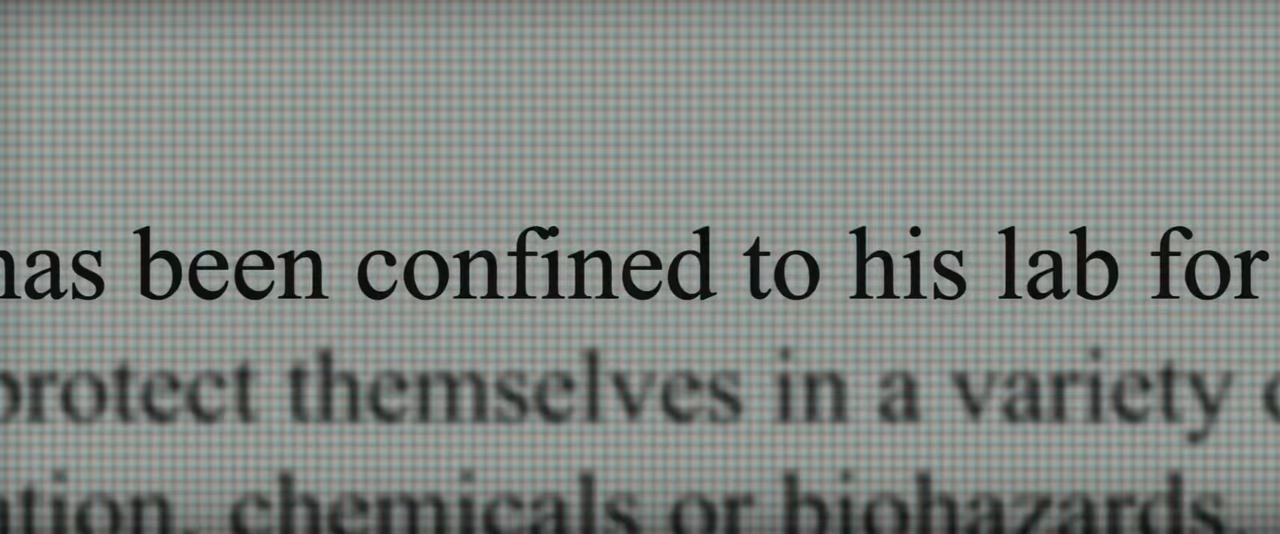 has been confined to his lab for
protect themselves in a variety
chemicals or biohazards.